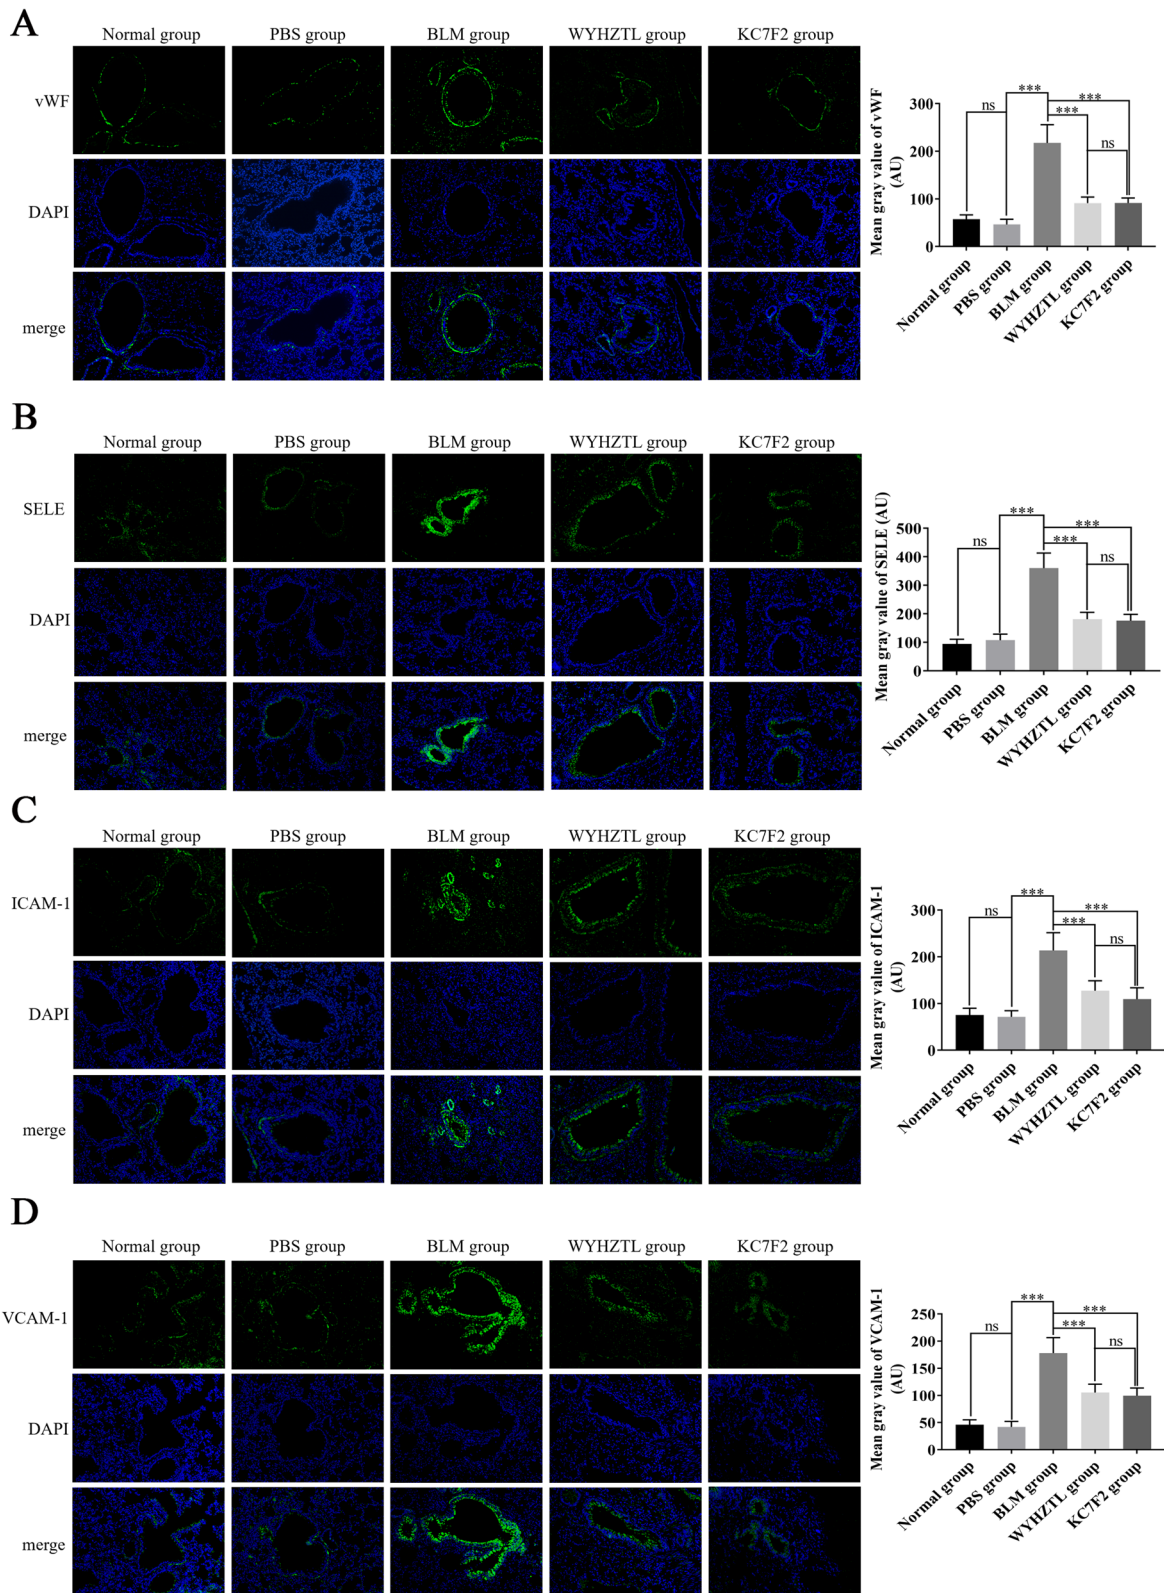 A
Normal group PBS group BLM group WYHZTL group KC7F2 group
vWF
DAPI
merge
Mean gray value of vWF
(AU)
300
200
100
0
ns *** *** *** ns
Normal group
PBS group
BLM group
WYHZTL group
KC7F2 group
B
Normal group PBS group BLM group WYHZTL group KC7F2 group
SELE
DAPI
merge
Mean gray value of SELE (AU)
500
400
300
200
100
0
ns *** *** *** ns
Normal group
PBS group
BLM group
WYHZTL group
KC7F2 group
C
Normal group PBS group BLM group WYHZTL group KC7F2 group
ICAM-1
DAPI
merge
Mean gray value of ICAM-1
(AU)
300
200
100
0
ns *** *** *** ns
Normal group
PBS group
BLM group
WYHZTL group
KC7F2 group
D
Normal group PBS group BLM group WYHZTL group KC7F2 group
VCAM-1
DAPI
merge
Mean gray value of VCAM-1
(AU)
250
200
150
100
50
0
ns *** *** *** ns
Normal group
PBS group
BLM group
WYHZTL group
KC7F2 group